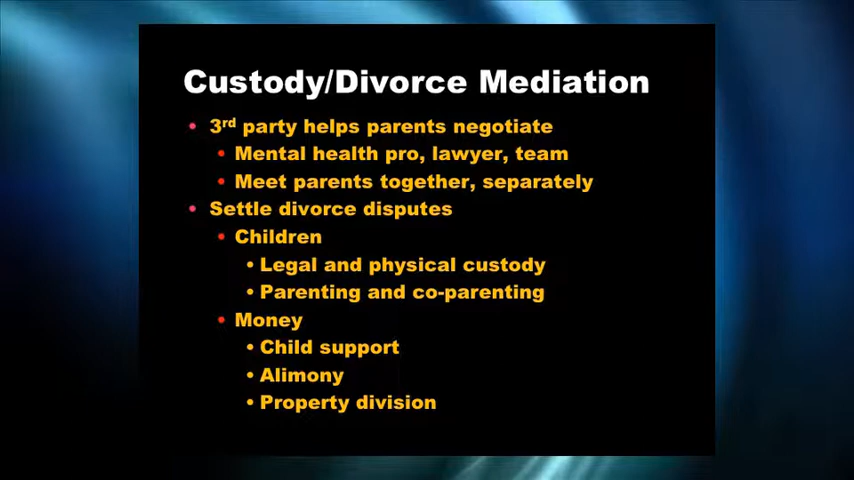 Custody/Divorce Mediation
• 3rd party helps parents negotiate
• Mental health pro, lawyer, team
• Meet parents together, separately
• Settle divorce disputes
• Children
• Legal and physical custody
• Parenting and co-parenting
• Money
• Child support
• Alimony
• Property division